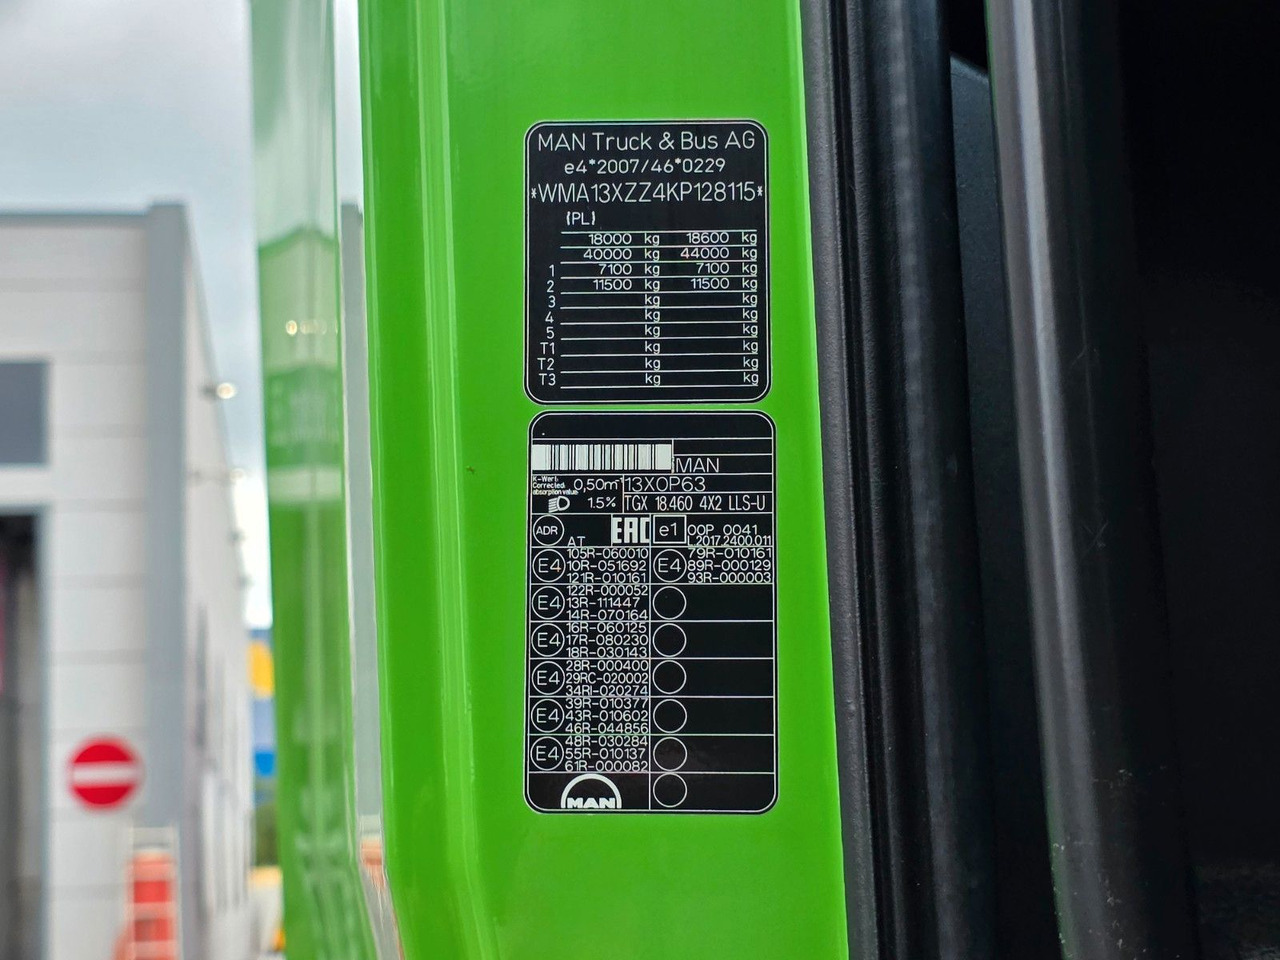 MAN Truck & Bus AG
e4*2007/46*0229
*WMA13XZZ4KP128115*
{PL}
18000 kg 18600 kg
40000 kg 44000 kg
1 7100 kg 7100 kg
2 11500 kg 11500 kg
3 kg kg
4 kg kg
5 kg kg
T1 kg kg
T2 kg kg
T3 kg kg
MAN
K-Wert:
Corrected
absorption value
0,50m⁻¹
13X0P63
1.5%
TGX 18.460 4X2 LLS-U
ADR
AT
EAC
e1
00P 0041
L.2017.2400.011
E4
105R-060010
10R-051692
121R-010161
E4
79R-010161
89R-000129
93R-000003
E4
122R-000052
13R-111447
14R-070164
E4
16R-060125
17R-080230
18R-030143
E4
28R-000400
29RC-020002
34RI-020274
E4
39R-010377
43R-010602
46R-044856
E4
48R-030284
55R-010137
61R-000082
MAN